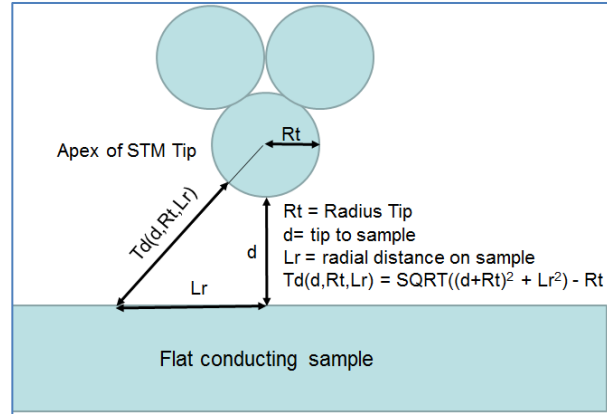 Rt
Apex of STM Tip
Td(d,Rt,Lr)
d
Rt = Radius Tip
d= tip to sample
Lr = radial distance on sample
Td(d,Rt,Lr) = SQRT((d+Rt)² + Lr²) - Rt
Lr
Flat conducting sample